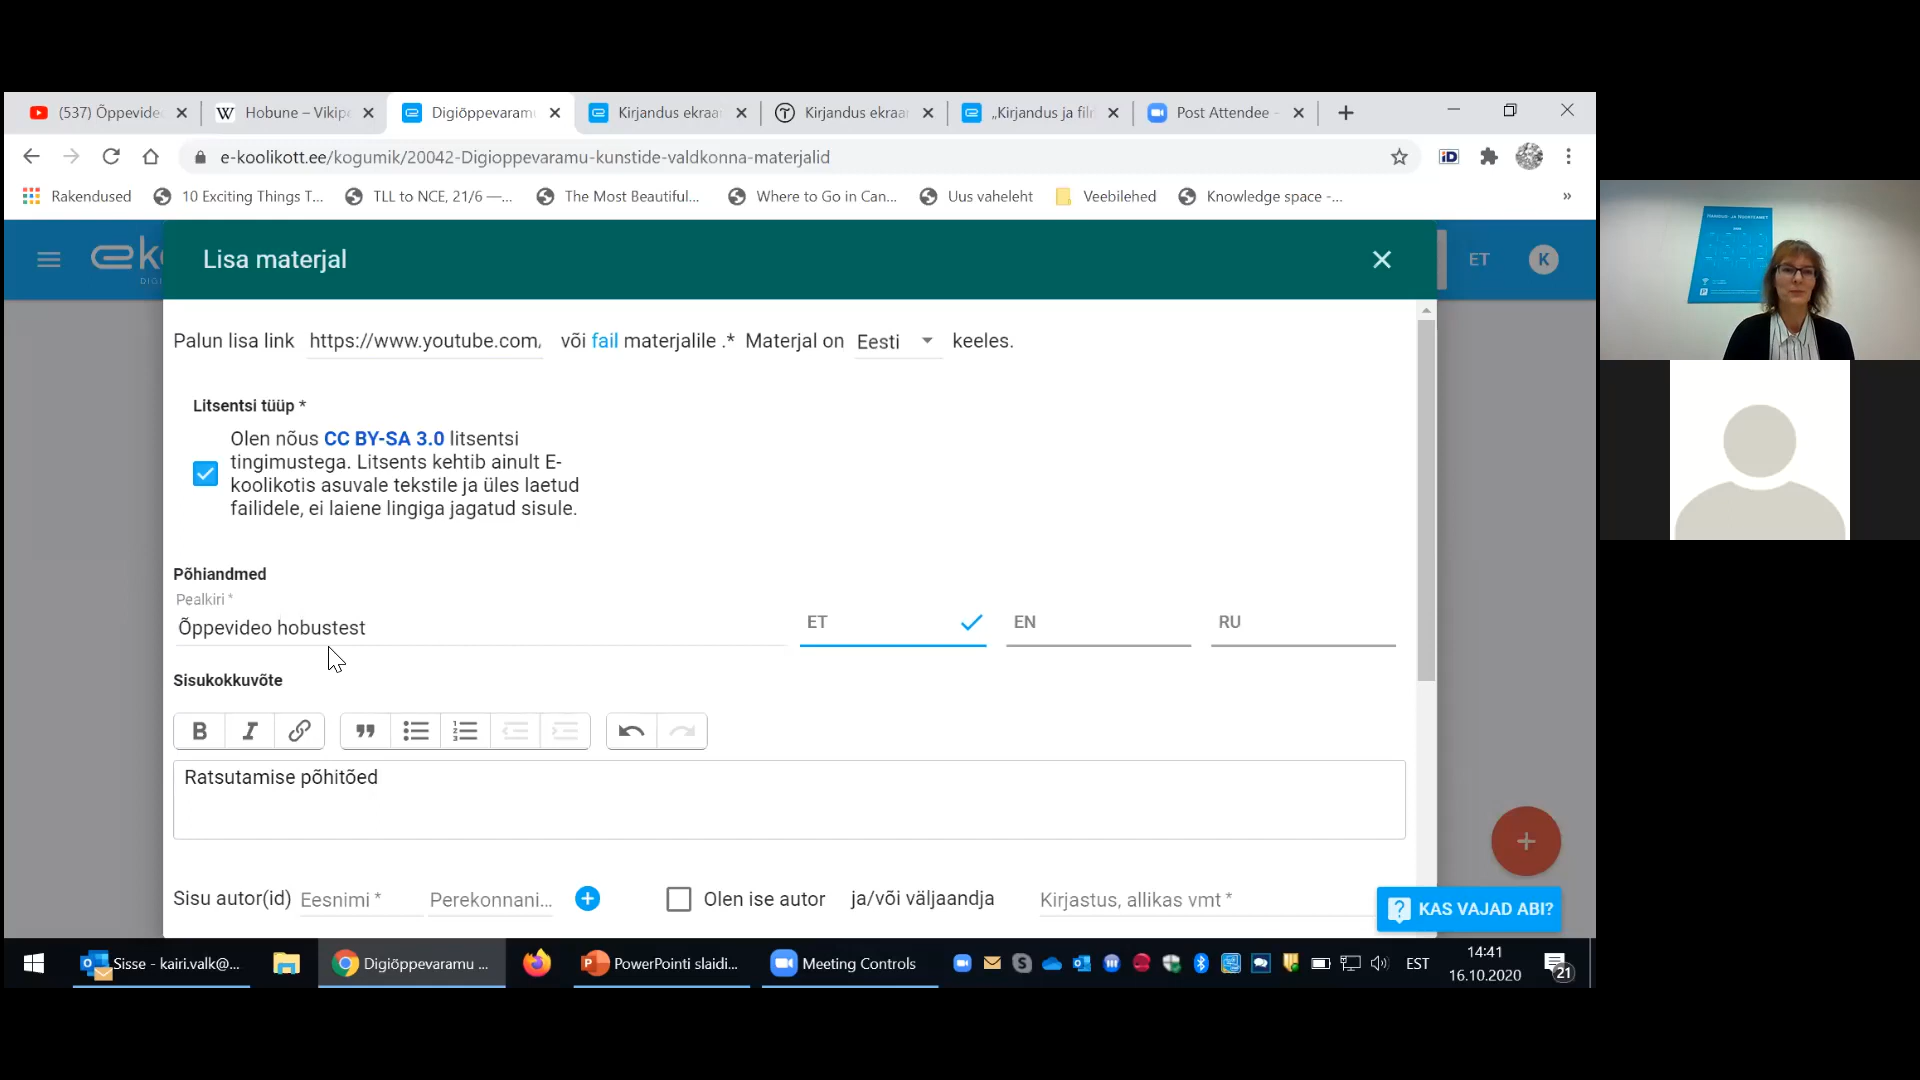 (537) Õppevide
Hobune – Vikipe
Digiõppevaram
Kirjandus ekraa
Kirjandus ekraa
„Kirjandus ja fil
Post Attendee -
e-koolikott.ee/kogumik/20042-Digioppevaramu-kunstide-valdkonna-materjalid
Rakendused
10 Exciting Things T...
TLL to NCE, 21/6 —...
The Most Beautiful...
Where to Go in Can...
Uus vaheleht
Veebilehed
Knowledge space -...
»
Lisa materjal
ET
K
Palun lisa link https://www.youtube.com, või fail materjalile .* Materjal on Eesti keeles.
Litsentsi tüüp *
Olen nõus CC BY-SA 3.0 litsentsi
tingimustega. Litsents kehtib ainult E-
koolikotis asuvale tekstile ja üles laetud
failidele, ei laiene lingiga jagatud sisule.
Põhiandmed
Pealkiri *
Õppevideo hobustest
ET
EN
RU
Sisukokkuvõte
B I
Ratsutamise põhitõed
Sisu autor(id) Eesnimi * Perekonnani... Olen ise autor ja/või väljaandja Kirjastus, allikas vmt *
KAS VAJAD ABI?
Sisse - kairi.valk@...
Digiõppevaramu ...
PowerPointi slaidi...
Meeting Controls
EST
14:41
16.10.2020
21